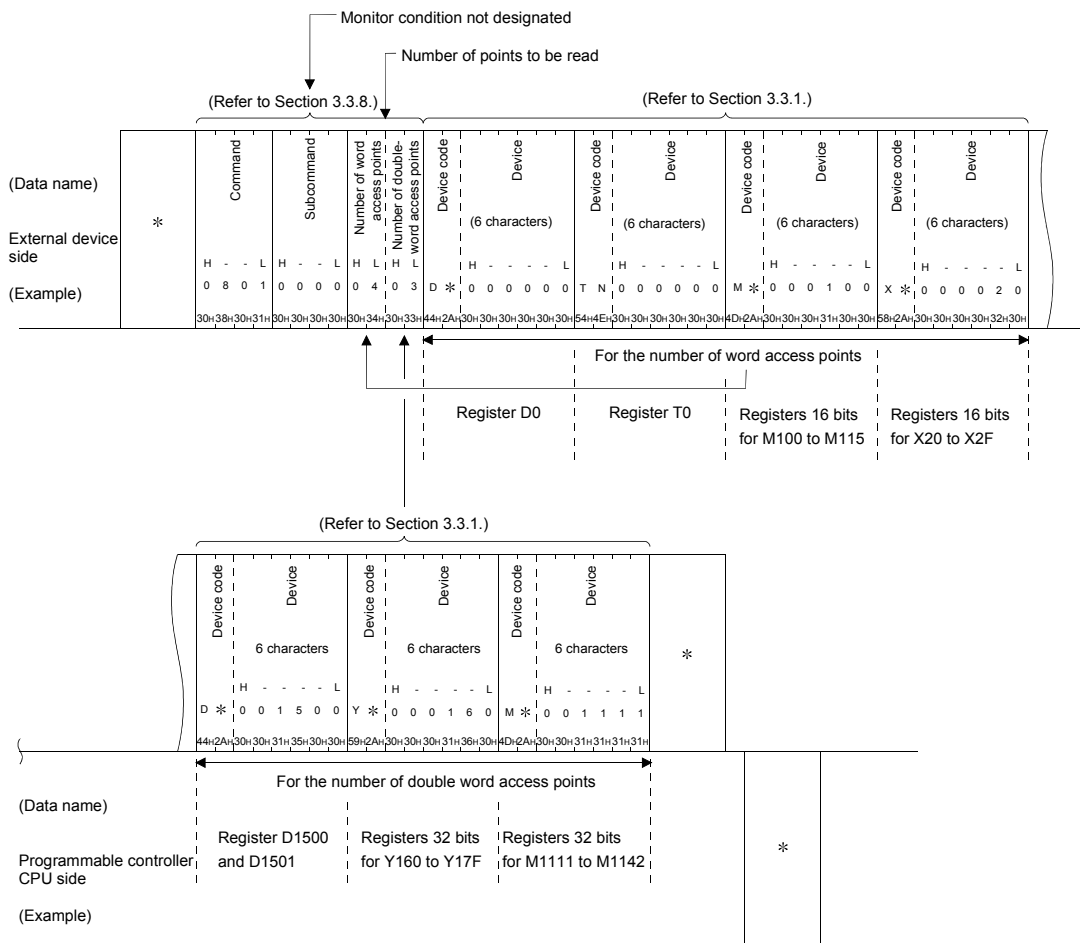 Monitor condition not designated
Number of points to be read
(Refer to Section 3.3.8.)
(Refer to Section 3.3.1.)
(Data name)
External device side
(Example)
*
Command
Subcommand
Number of word access points
Number of double-word access points
Device code
Device
Device code
Device
Device code
Device
Device code
Device
(6 characters)
(6 characters)
(6 characters)
(6 characters)
H - - L H - - L H L H L H - - - - L H - - - - L H - - - - L H - - - - L
0 8 0 1 0 0 0 0 0 4 0 3 D * 0 0 0 0 0 0 T N 0 0 0 0 0 0 M * 0 0 0 1 0 0 X * 0 0 0 0 2 0
30H 38H 30H 31H 30H 30H 30H 30H 30H 34H 30H 33H 44H 2AH 30H 30H 30H 30H 30H 30H 54H 4EH 30H 30H 30H 30H 30H 30H 4DH 2AH 30H 30H 30H 31H 30H 30H 58H 2AH 30H 30H 30H 30H 32H 30H
For the number of word access points
Register D0
Register T0
Registers 16 bits
for M100 to M115
Registers 16 bits
for X20 to X2F
(Refer to Section 3.3.1.)
Device code
Device
Device code
Device
Device code
Device
6 characters
6 characters
6 characters
*
H - - - - L H - - - - L H - - - - L
D * 0 0 1 5 0 0 Y * 0 0 0 1 6 0 M * 0 0 1 1 1 1
44H 2AH 30H 30H 31H 35H 30H 30H 59H 2AH 30H 30H 30H 31H 36H 30H 4DH 2AH 30H 30H 31H 31H 31H 31H
For the number of double word access points
(Data name)
Programmable controller
CPU side
(Example)
Register D1500
and D1501
Registers 32 bits
for Y160 to Y17F
Registers 32 bits
for M1111 to M1142
*